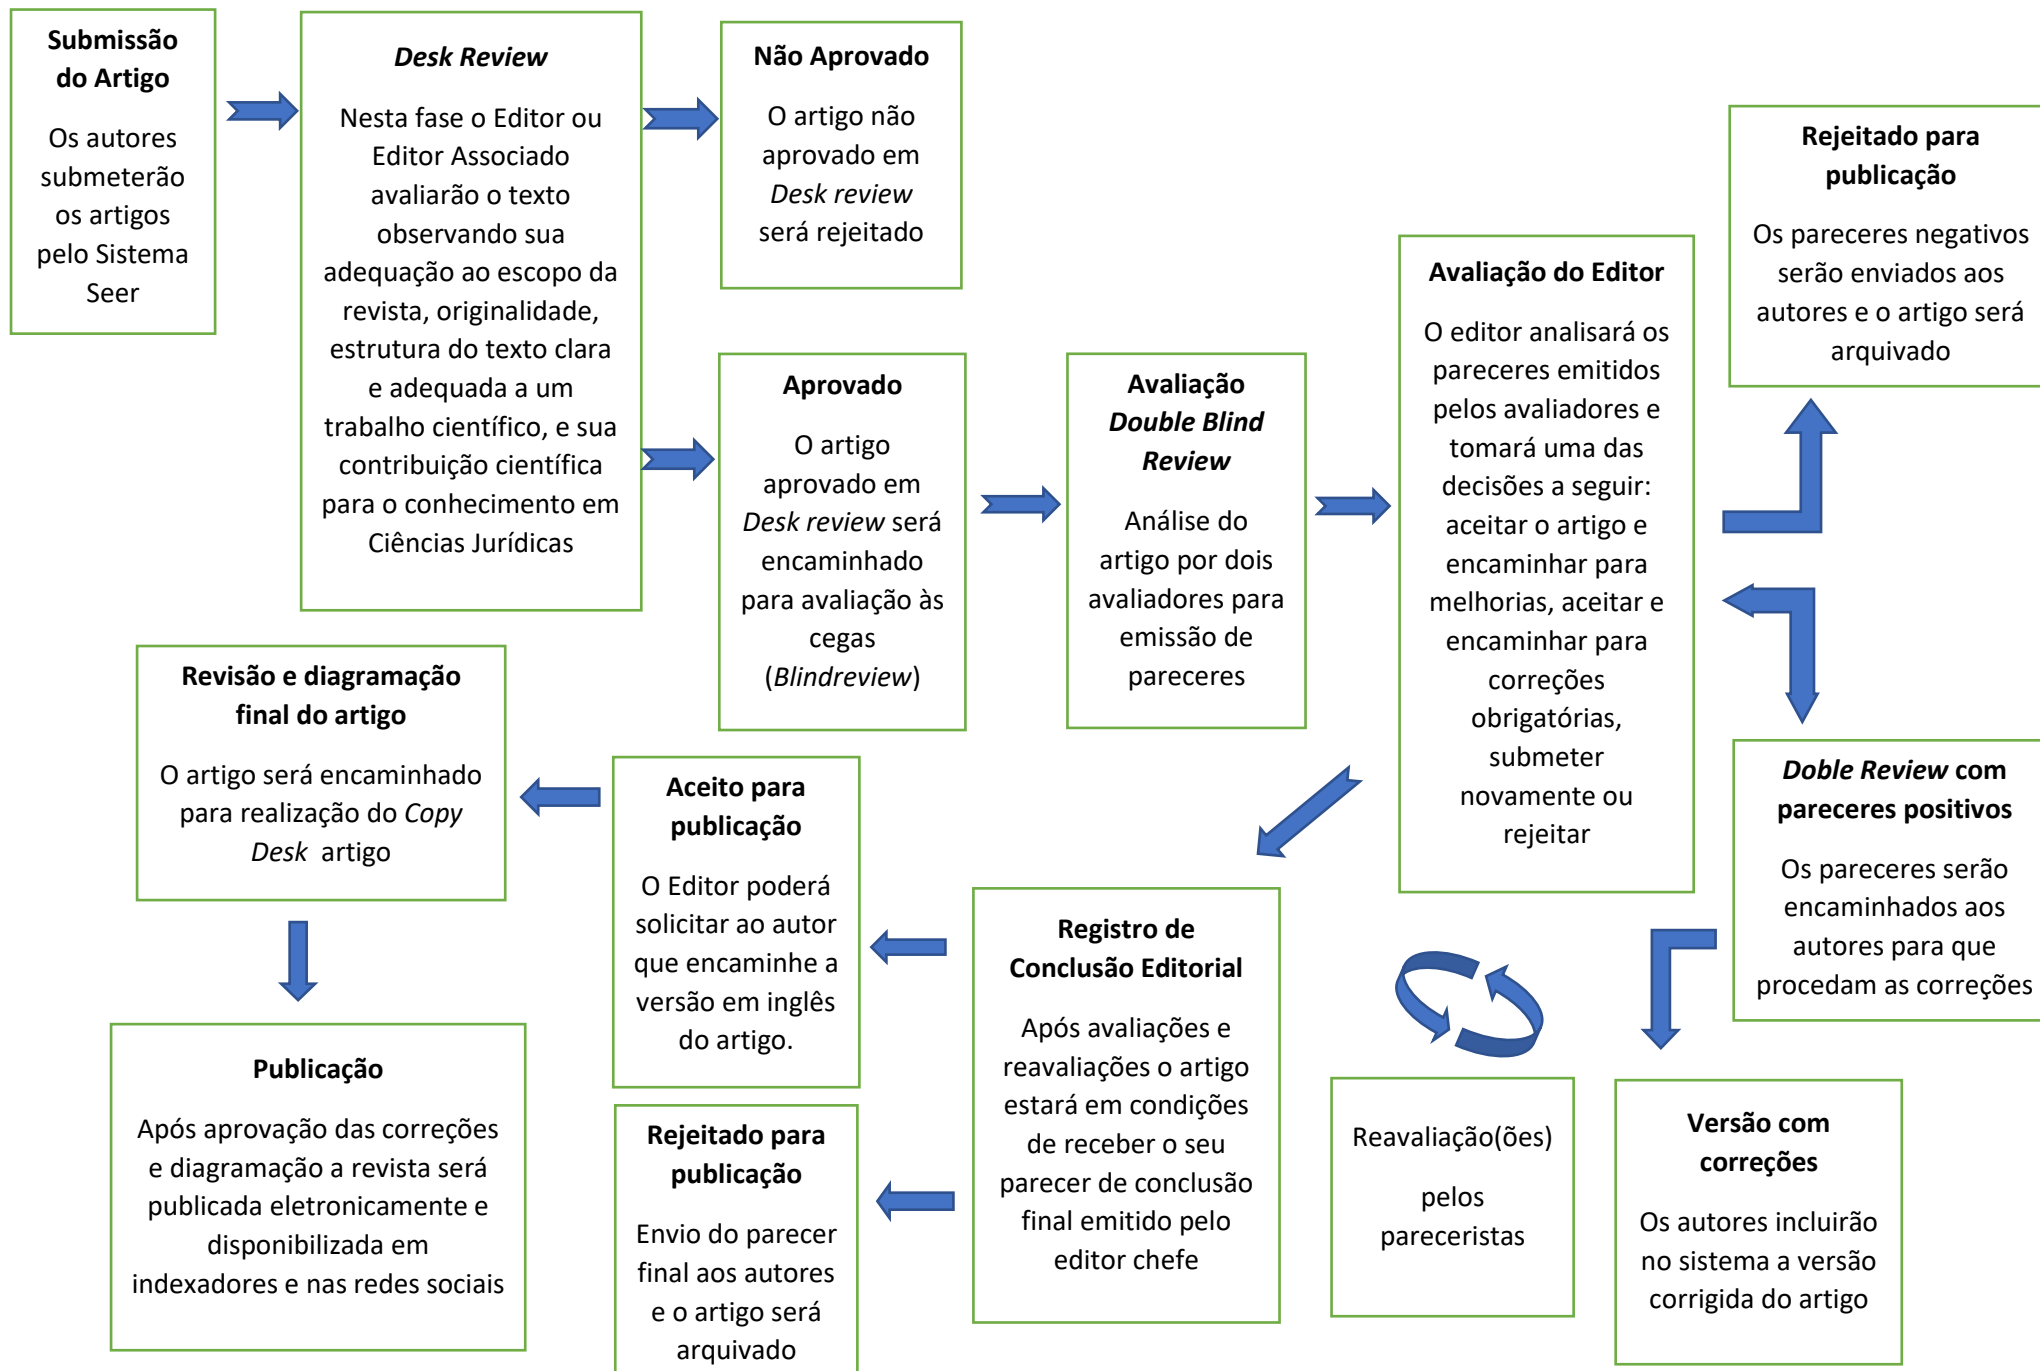 Submissão
do Artigo
Os autores
submeterão
os artigos
pelo Sistema
Seer
Desk Review
Nesta fase o Editor ou
Editor Associado
avaliarão o texto
observando sua
adequação ao escopo da
revista, originalidade,
estrutura do texto clara
e adequada a um
trabalho científico, e sua
contribuição científica
para o conhecimento em
Ciências Jurídicas
Não Aprovado
O artigo não
aprovado em
Desk review
será rejeitado
Aprovado
O artigo
aprovado em
Desk review será
encaminhado
para avaliação às
cegas
(Blindreview)
Avaliação
Double Blind
Review
Análise do
artigo por dois
avaliadores para
emissão de
pareceres
Avaliação do Editor
O editor analisará os
pareceres emitidos
pelos avaliadores e
tomará uma das
decisões a seguir:
aceitar o artigo e
encaminhar para
melhorias, aceitar e
encaminhar para
correções
obrigatórias,
submeter
novamente ou
rejeitar
Rejeitado para
publicação
Os pareceres negativos
serão enviados aos
autores e o artigo será
arquivado
Doble Review com
pareceres positivos
Os pareceres serão
encaminhados aos
autores para que
procedam as correções
Versão com
correções
Os autores incluirão
no sistema a versão
corrigida do artigo
Reavaliação(ões)
pelos
pareceristas
Registro de
Conclusão Editorial
Após avaliações e
reavaliações o artigo
estará em condições
de receber o seu
parecer de conclusão
final emitido pelo
editor chefe
Aceito para
publicação
O Editor poderá
solicitar ao autor
que encaminhe a
versão em inglês
do artigo.
Rejeitado para
publicação
Envio do parecer
final aos autores
e o artigo será
arquivado
Revisão e diagramação
final do artigo
O artigo será encaminhado
para realização do Copy
Desk artigo
Publicação
Após aprovação das correções
e diagramação a revista será
publicada eletronicamente e
disponibilizada em
indexadores e nas redes sociais